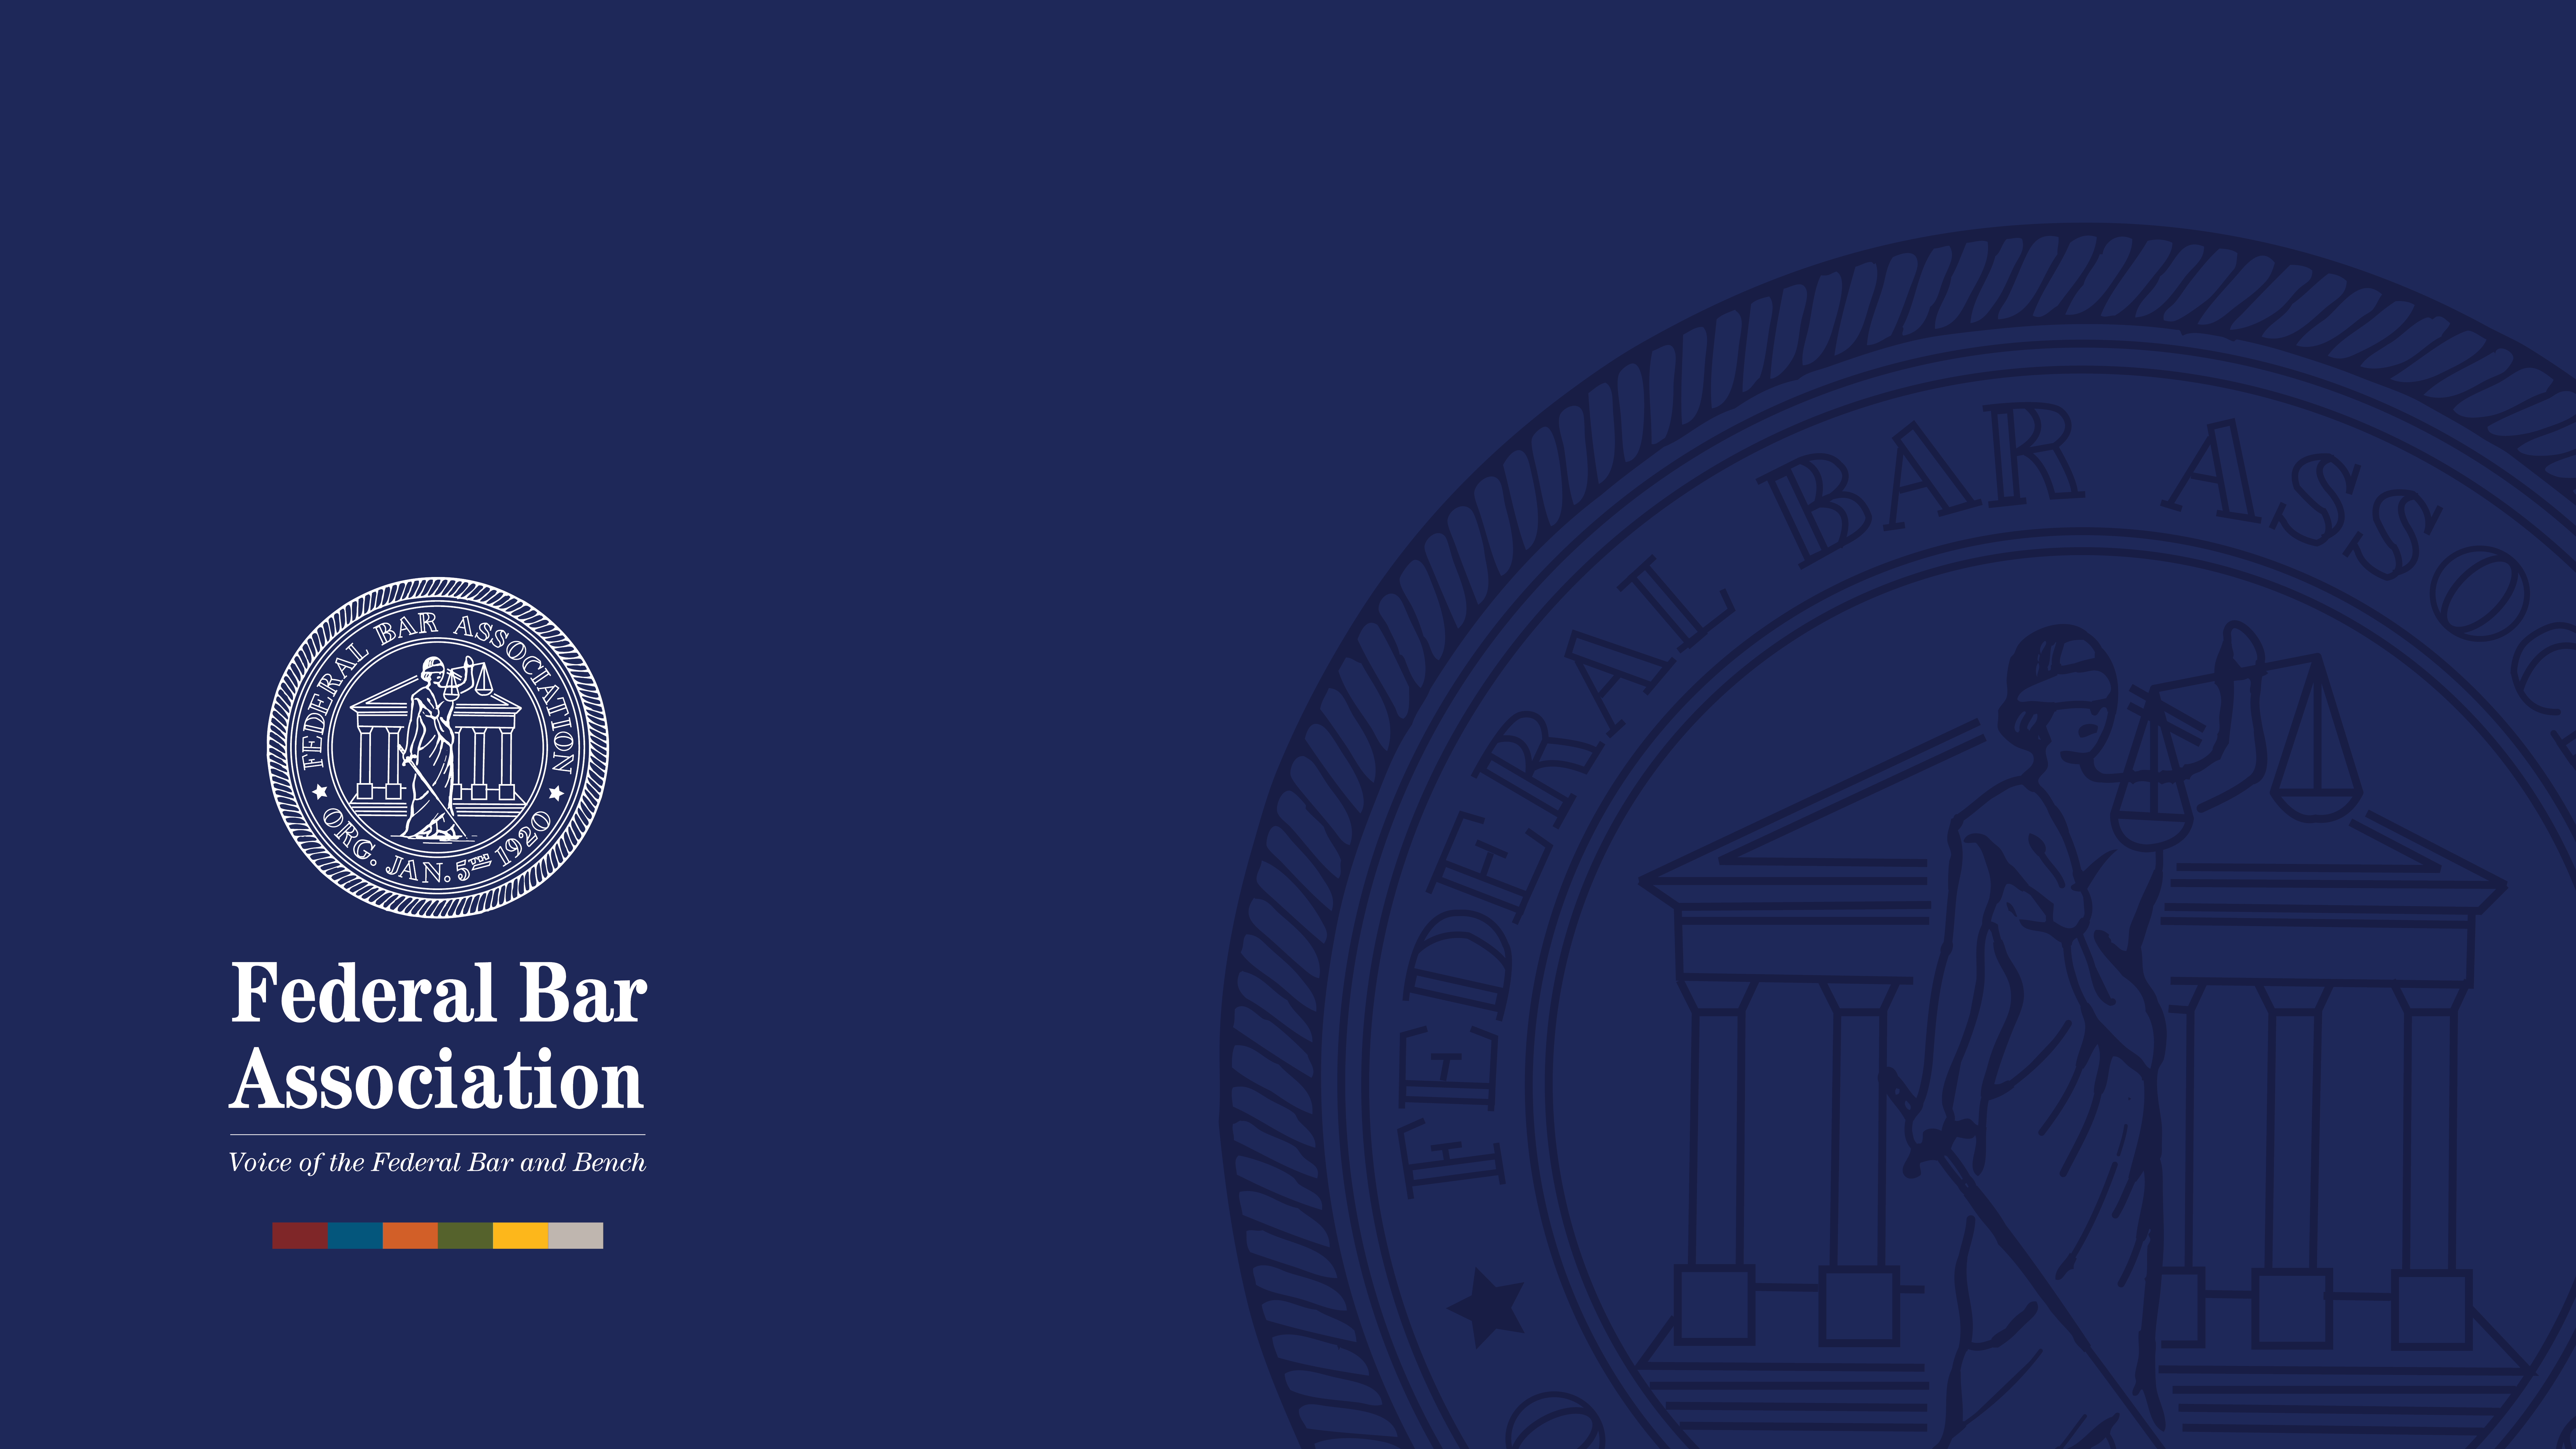 FEDERAL BAR ASSOCIATION
ORG. JAN. 5TH 1920
Federal Bar
Association
Voice of the Federal Bar and Bench
FEDERAL BAR ASSOC